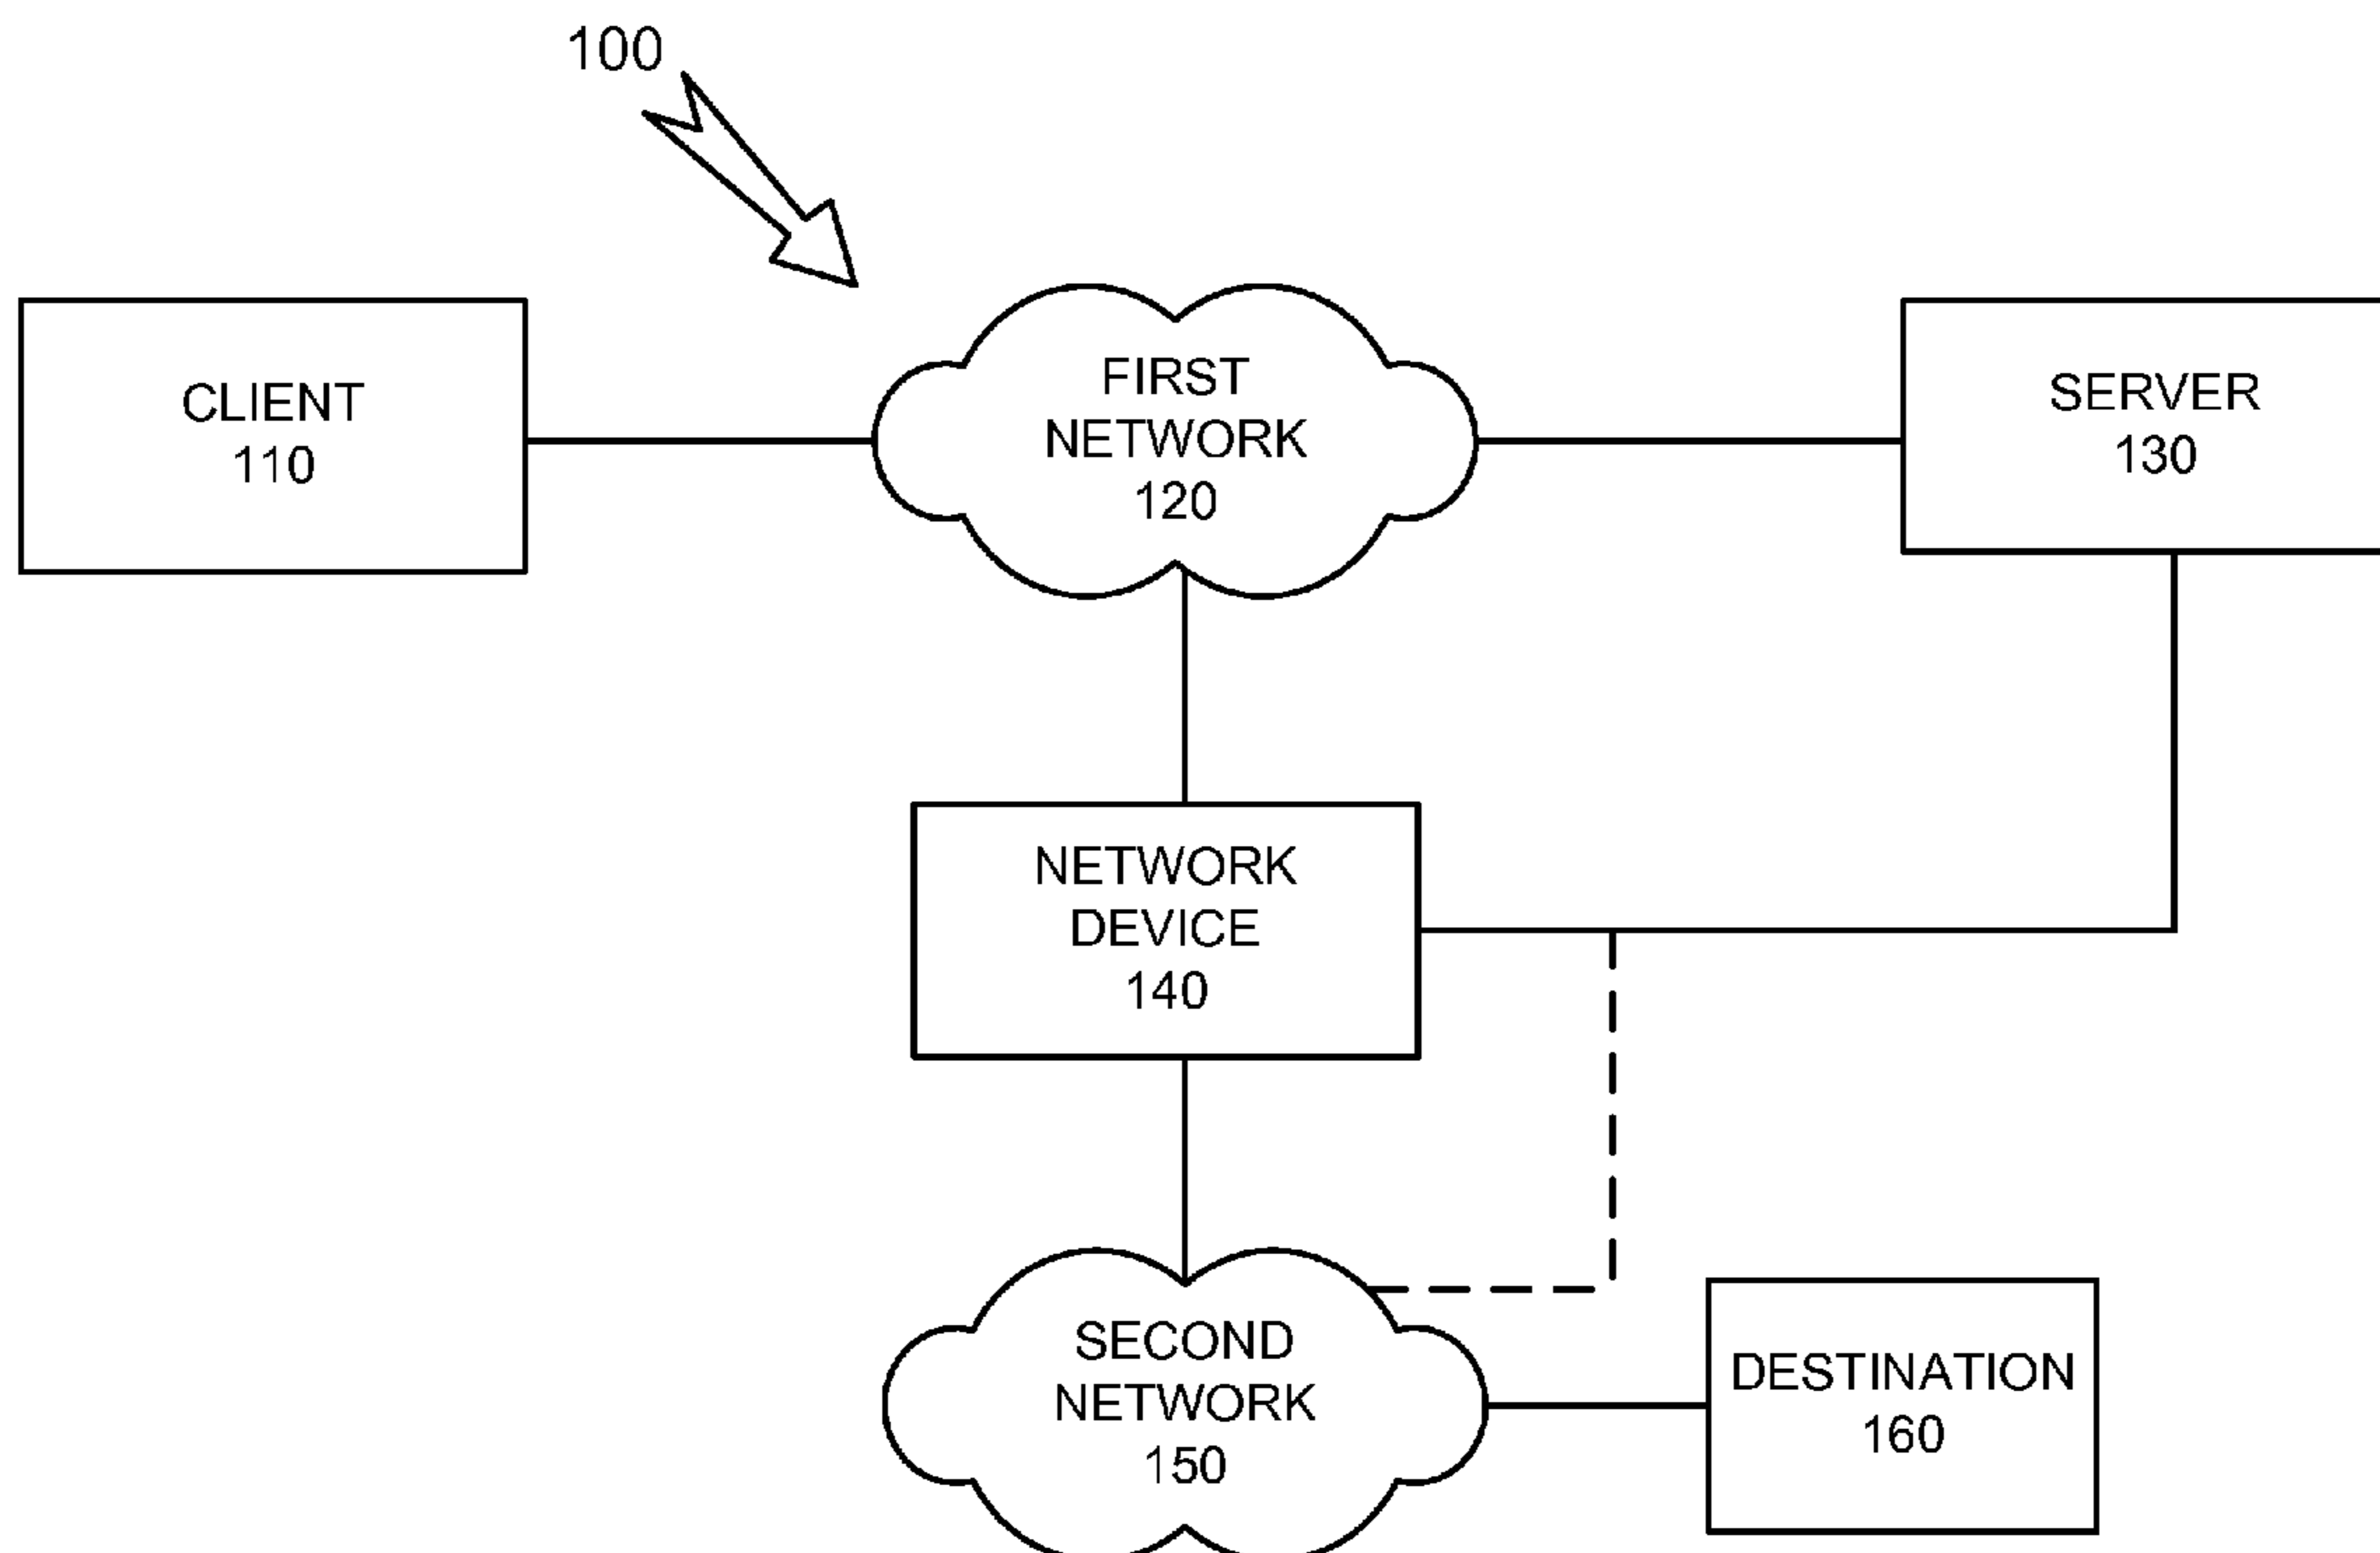 100
CLIENT
110
FIRST
NETWORK
120
SERVER
130
NETWORK
DEVICE
140
SECOND
NETWORK
150
DESTINATION
160